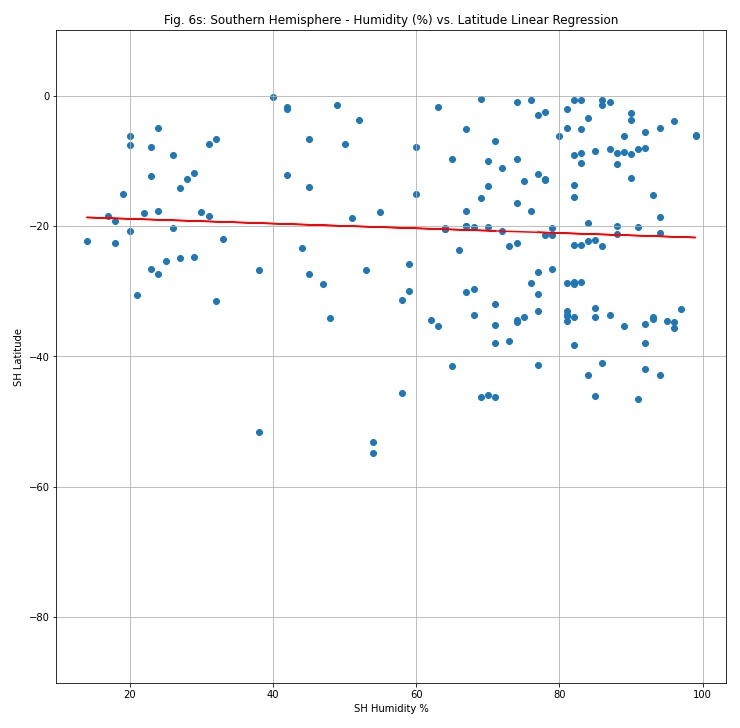 Fig. 6s: Southern Hemisphere - Humidity (%) vs. Latitude Linear Regression
SH Latitude
0
−20
−40
−60
−80
20 40 60 80 100
SH Humidity %